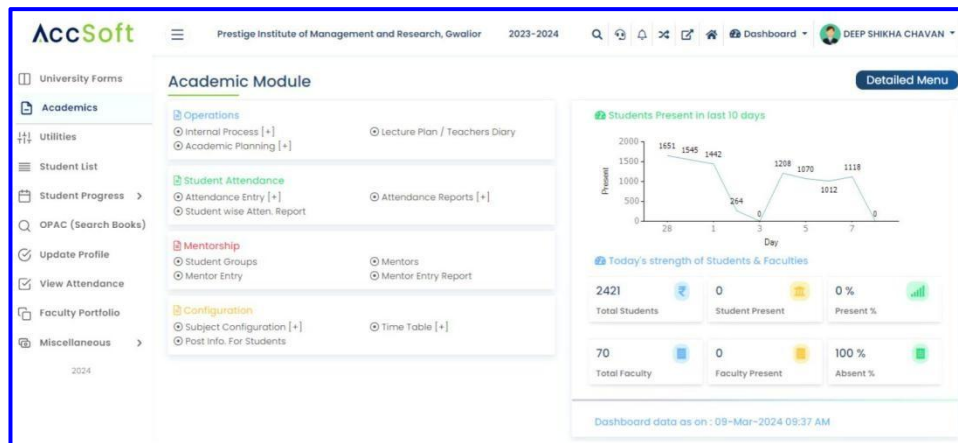 AccSoft
Prestige Institute of Management and Research, Gwalior 2023-2024 Dashboard DEEP SHIKHA CHAVAN
University Forms
Academics
Utilities
Student List
Student Progress >
OPAC (Search Books)
Update Profile
View Attendance
Faculty Portfolio
Miscellaneous >
2024
Academic Module
Detailed Menu
Operations
Internal Process [+] Lecture Plan / Teachers Diary
Academic Planning [+]
Student Attendance
Attendance Entry [+] Attendance Reports [+]
Student wise Atten. Report
Mentorship
Student Groups Mentors
Mentor Entry Mentor Entry Report
Configuration
Subject Configuration [+] Time Table [+]
Post Info. For Students
Students Present in last 10 days
Present
2000
1500
1000
500
0
1651 1545 1442 264 0 1208 1070 1012 1118 0
28 1 3 5 7
Day
Today's strength of Students & Faculties
2421 ₹ 0 0 %
Total Students Student Present Present %
70 0 100 %
Total Faculty Faculty Present Absent %
Dashboard data as on : 09-Mar-2024 09:37 AM